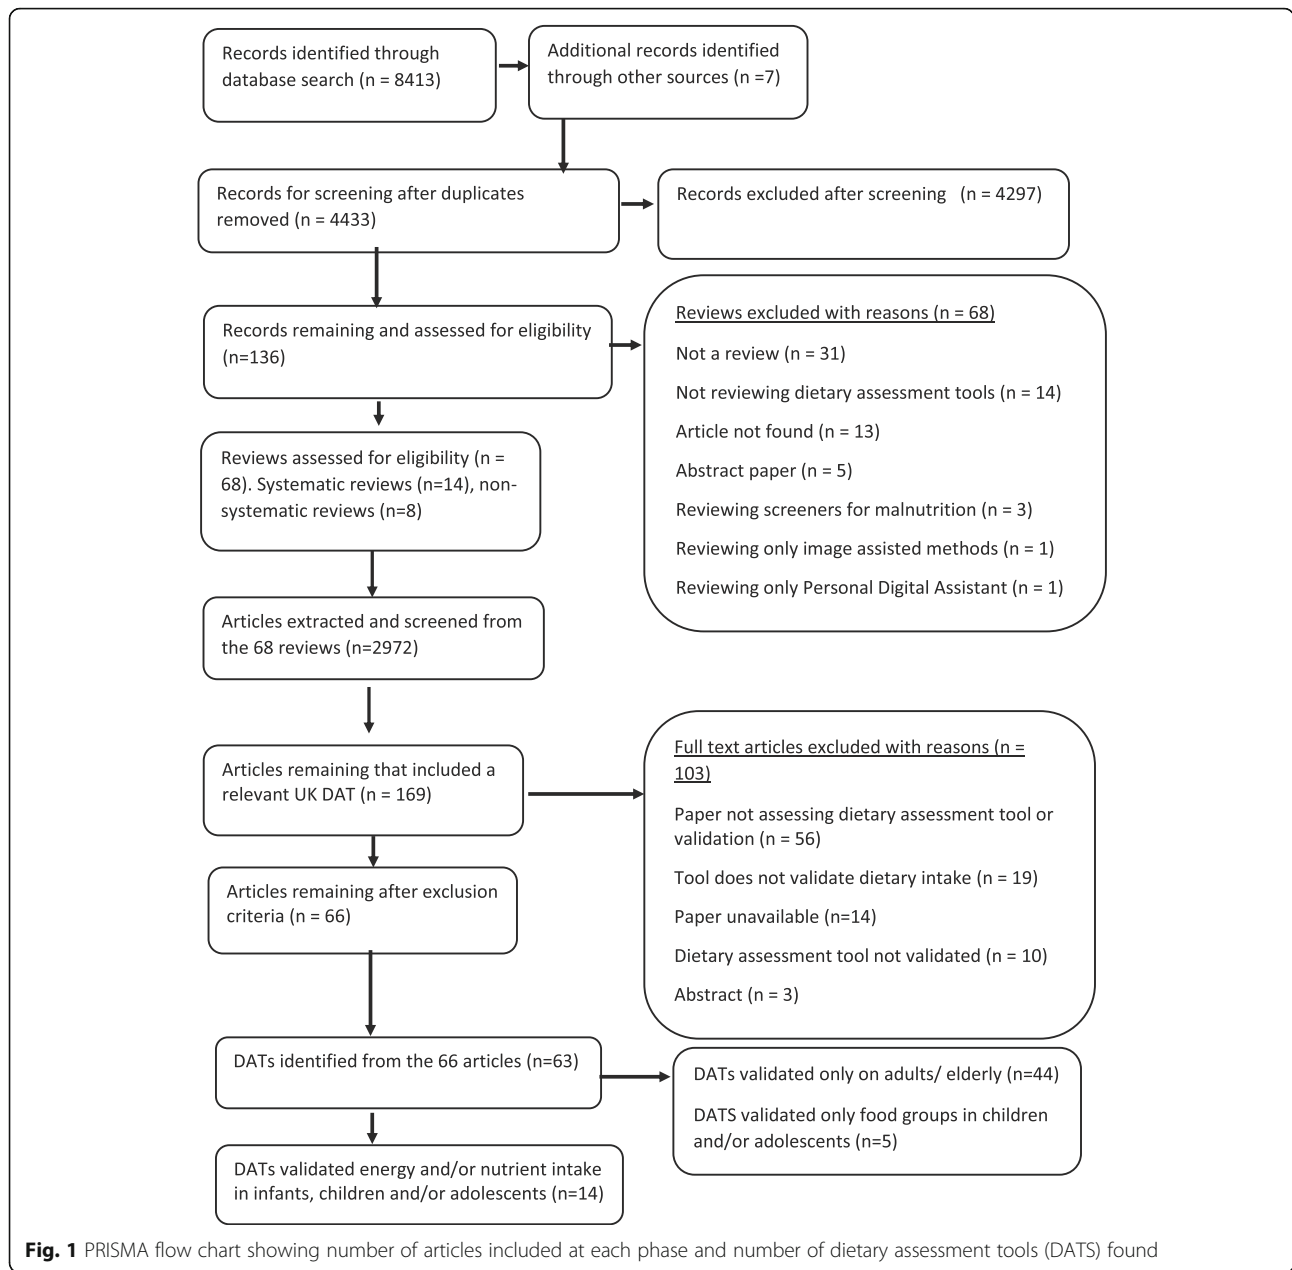 Records identified through
database search (n = 8413)
Additional records identified
through other sources (n =7)
Records for screening after duplicates
removed (n = 4433)
Records excluded after screening (n = 4297)
Records remaining and assessed for eligibility
(n=136)
Reviews excluded with reasons (n = 68)
Not a review (n = 31)
Not reviewing dietary assessment tools (n = 14)
Article not found (n = 13)
Abstract paper (n = 5)
Reviewing screeners for malnutrition (n = 3)
Reviewing only image assisted methods (n = 1)
Reviewing only Personal Digital Assistant (n = 1)
Reviews assessed for eligibility (n =
68). Systematic reviews (n=14), non-
systematic reviews (n=8)
Articles extracted and screened from
the 68 reviews (n=2972)
Articles remaining that included a
relevant UK DAT (n = 169)
Full text articles excluded with reasons (n =
103)
Paper not assessing dietary assessment tool or
validation (n = 56)
Tool does not validate dietary intake (n = 19)
Paper unavailable (n=14)
Dietary assessment tool not validated (n = 10)
Abstract (n = 3)
Articles remaining after exclusion
criteria (n = 66)
DATs identified from the 66 articles (n=63)
DATs validated only on adults/ elderly (n=44)
DATS validated only food groups in children
and/or adolescents (n=5)
DATs validated energy and/or nutrient intake
in infants, children and/or adolescents (n=14)
Fig. 1 PRISMA flow chart showing number of articles included at each phase and number of dietary assessment tools (DATS) found